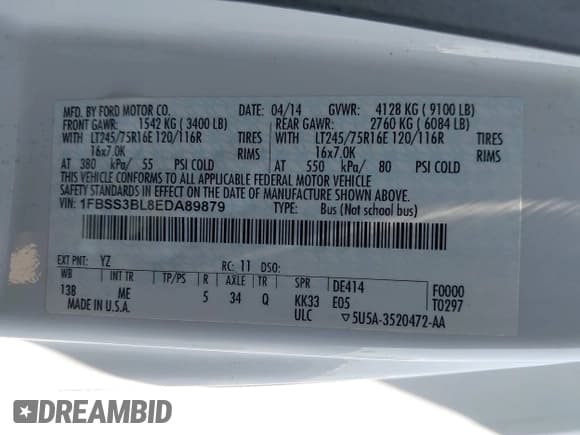 MFD. BY FORD MOTOR CO. DATE: 04/14 GVWR: 4128 KG ( 9100 LB)
FRONT GAWR: 1542 KG ( 3400 LB) REAR GAWR: 2760 KG ( 6084 LB)
WITH LT245/75R16E 120/116R TIRES WITH LT245/75R16E 120/116R TIRES
16x7.0K RIMS 16x7.0K RIMS
AT 380 kPa/ 55 PSI COLD AT 550 kPa/ 80 PSI COLD
THIS VEHICLE CONFORMS TO ALL APPLICABLE FEDERAL MOTOR VEHICLE
SAFETY STANDARDS IN EFFECT ON THE DATE OF MANUFACTURE SHOWN ABOVE.
VIN: 1FBSS3BL8EDA89879 TYPE: Bus (Not school bus)
EXT PNT: YZ RC: 11 DSO:
WB INT TR TP/PS R AXLE TR SPR DE414 F0000
138 ME 5 34 Q KK33 E05 T0297
MADE IN U.S.A. ULC ▽5U5A-3520472-AA
DREAMBID